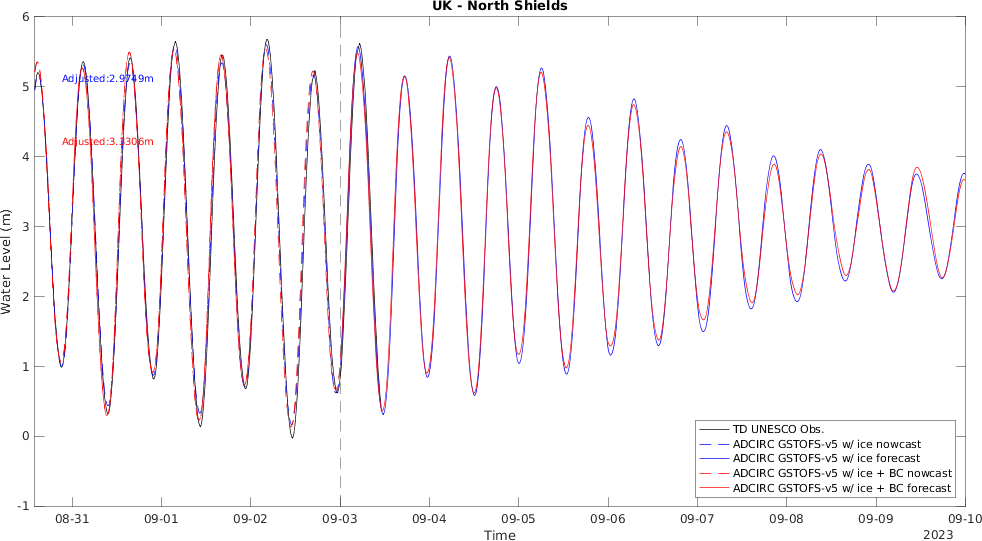 UK - North Shields
6
5
4
3
2
1
0
-1
Water Level (m)
Adjusted:2.9749m
Adjusted:3.3306m
TD UNESCO Obs.
ADCIRC GSTOFS-v5 w/ ice nowcast
ADCIRC GSTOFS-v5 w/ ice forecast
ADCIRC GSTOFS-v5 w/ ice + BC nowcast
ADCIRC GSTOFS-v5 w/ ice + BC forecast
08-31 09-01 09-02 09-03 09-04 09-05 09-06 09-07 09-08 09-09 09-10
Time
2023